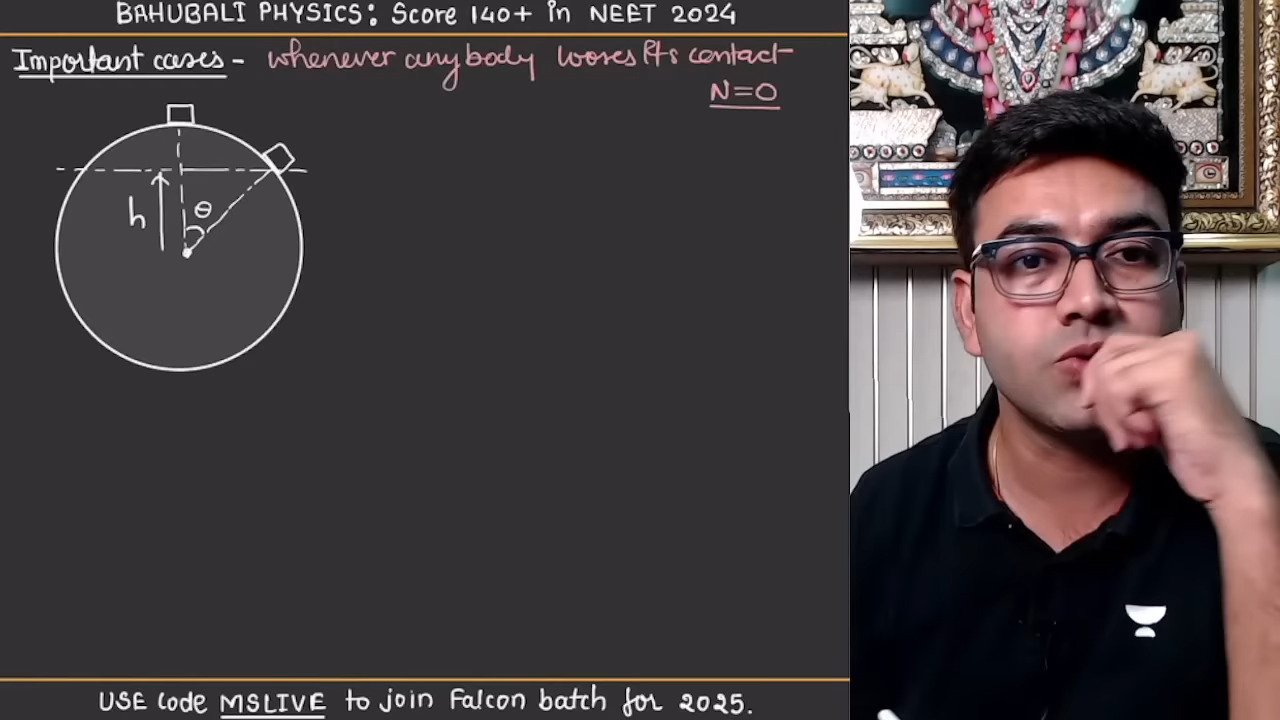 BAHUBALI PHYSICS: Score 140+ in NEET 2024
Important cases - whenever any body looses its contact
N=0
h
θ
USE Code MSLIVE to join Falcon batch for 2025.